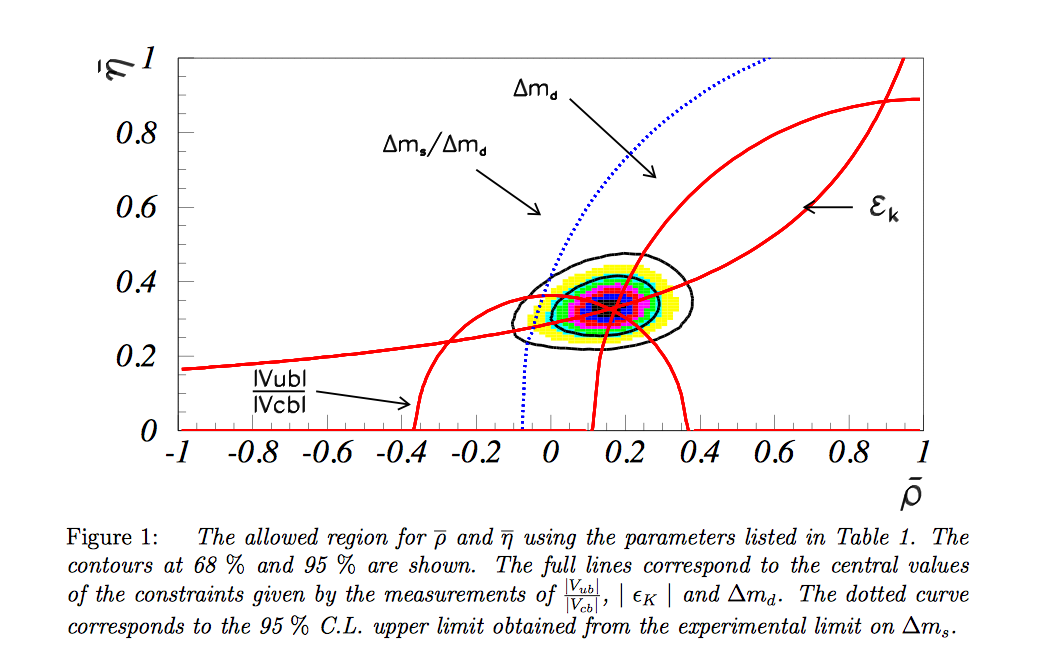 η̄ 1
Δm_d
0.8
Δm_s/Δm_d
0.6
ε_k
0.4
0.2
|Vub|
|Vcb|
0
-1 -0.8 -0.6 -0.4 -0.2 0 0.2 0.4 0.6 0.8 1
ρ̄
Figure 1: The allowed region for ρ̅ and η̅ using the parameters listed in Table 1. The
contours at 68 % and 95 % are shown. The full lines correspond to the central values
of the constraints given by the measurements of |V_ub|/|V_cb|, | ϵ_K | and Δm_d. The dotted curve
corresponds to the 95 % C.L. upper limit obtained from the experimental limit on Δm_s.